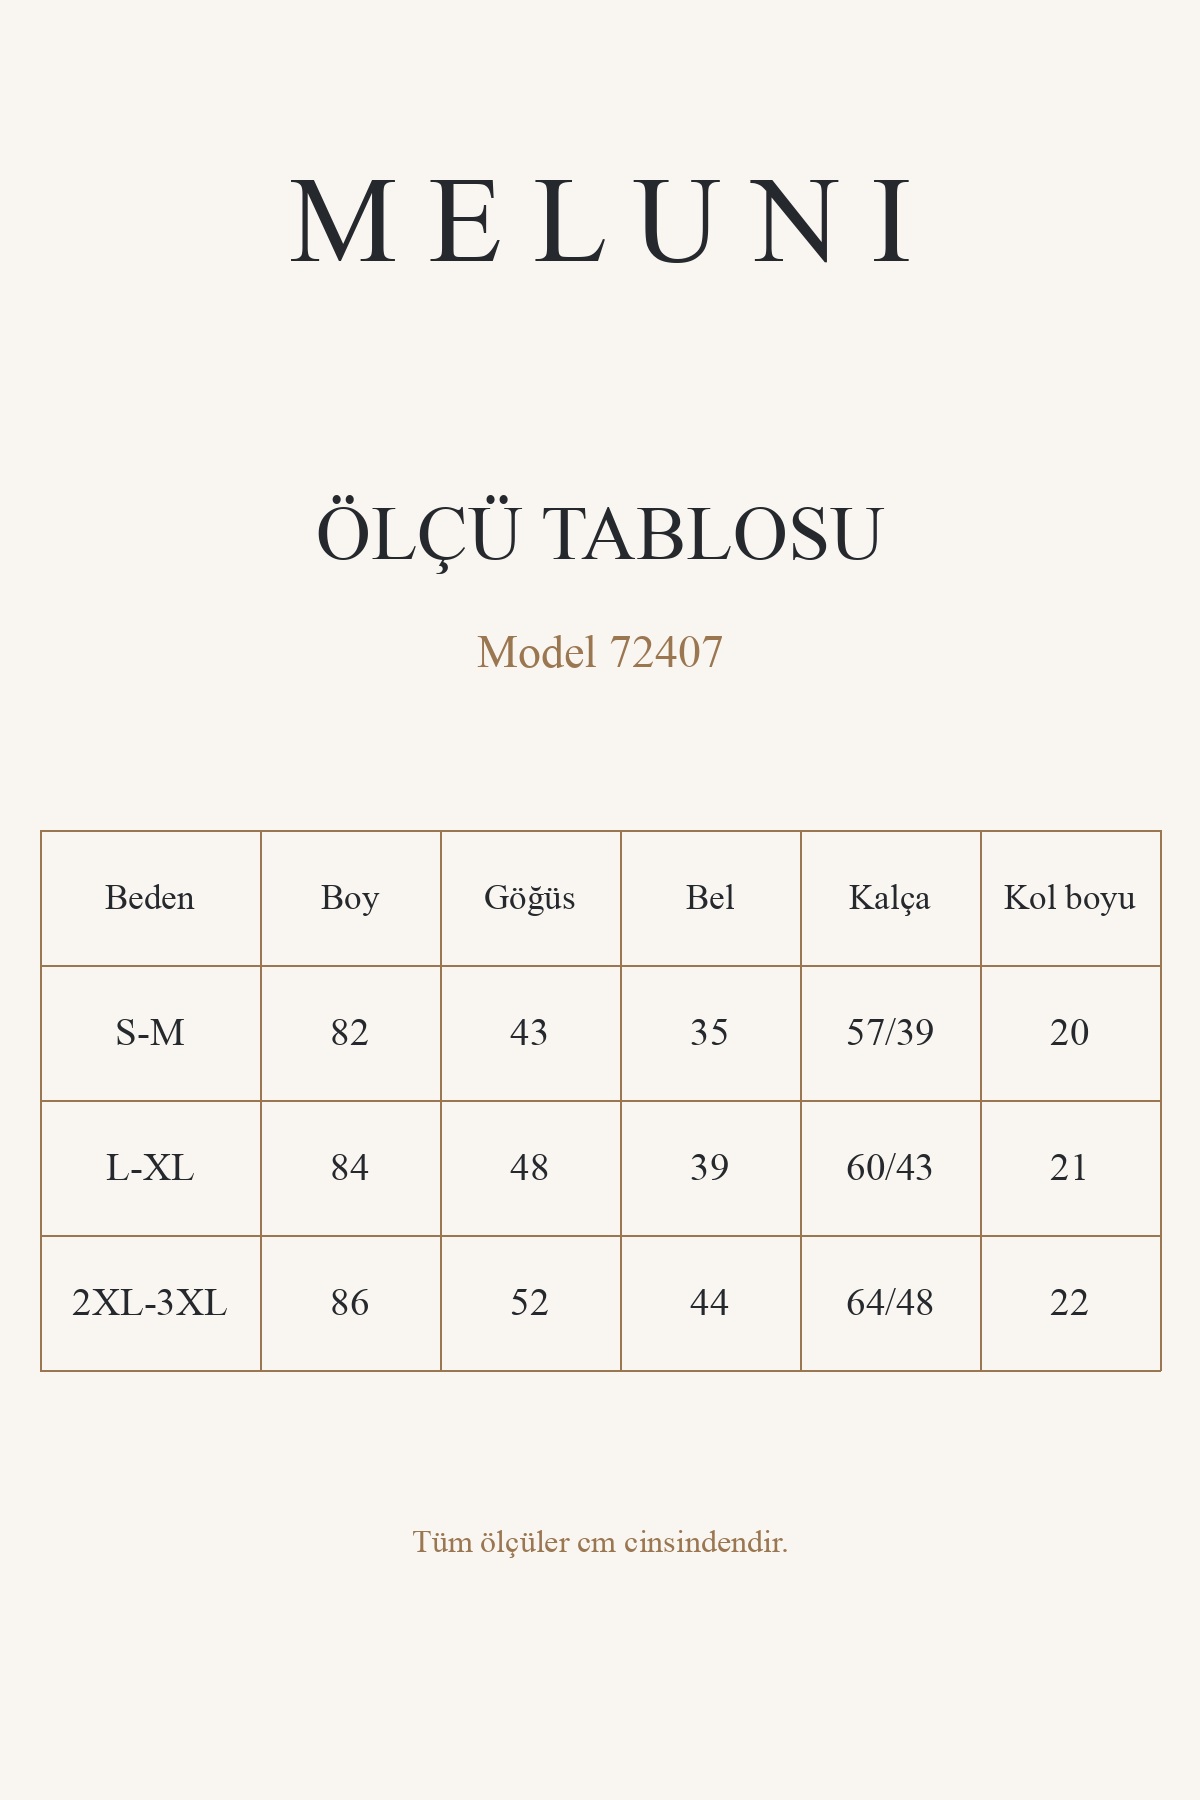 MELUNI
ÖLÇÜ TABLOSU
Model 72407
Beden Boy Göğüs Bel Kalça Kol boyu
S-M 82 43 35 57/39 20
L-XL 84 48 39 60/43 21
2XL-3XL 86 52 44 64/48 22
Tüm ölçüler cm cinsindendir.